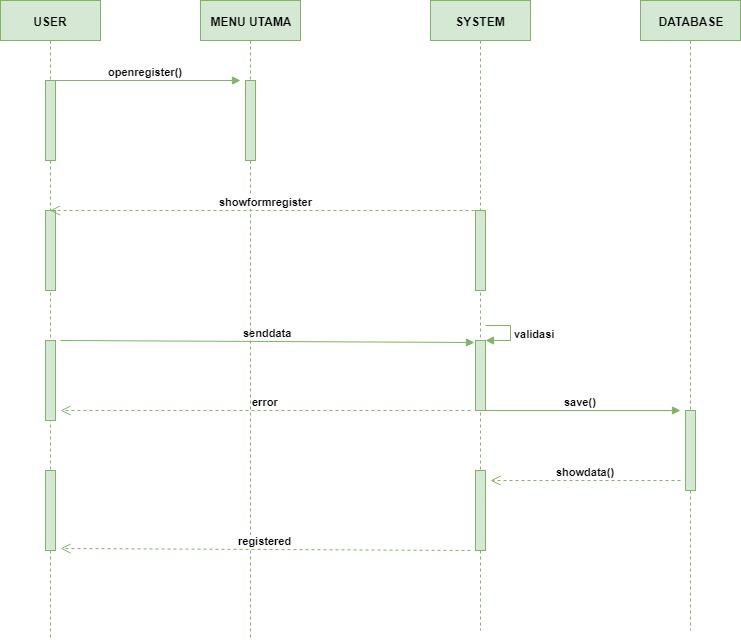 USER
MENU UTAMA
SYSTEM
DATABASE
openregister()
showformregister
senddata
validasi
error
save()
showdata()
registered